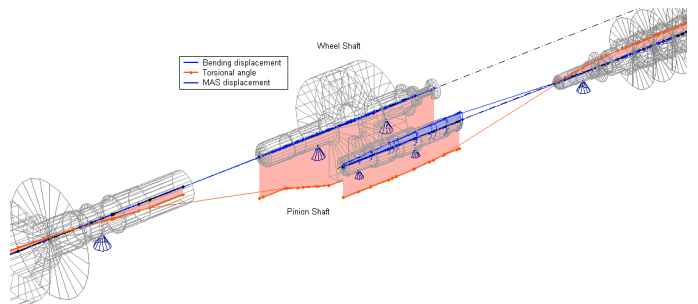 Wheel Shaft
Bending displacement
Torsional angle
MAS displacement
Pinion Shaft